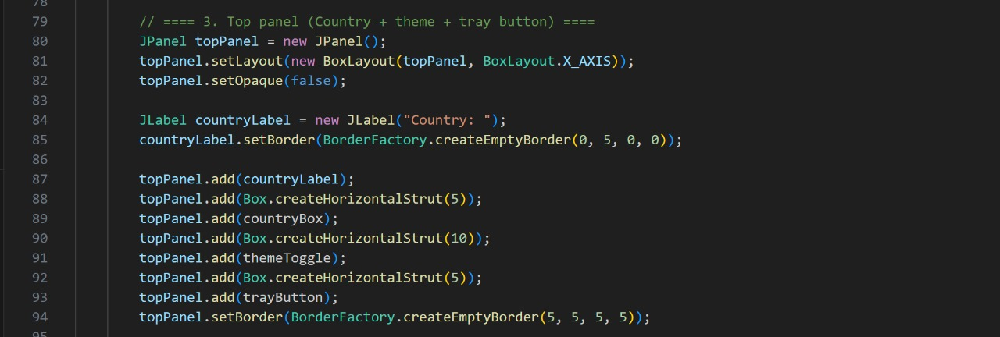 78
79 // ==== 3. Top panel (Country + theme + tray button) ====
80 JPanel topPanel = new JPanel();
81 topPanel.setLayout(new BoxLayout(topPanel, BoxLayout.X_AXIS));
82 topPanel.setOpaque(false);
83
84 JLabel countryLabel = new JLabel("Country: ");
85 countryLabel.setBorder(BorderFactory.createEmptyBorder(0, 5, 0, 0));
86
87 topPanel.add(countryLabel);
88 topPanel.add(Box.createHorizontalStrut(5));
89 topPanel.add(countryBox);
90 topPanel.add(Box.createHorizontalStrut(10));
91 topPanel.add(themeToggle);
92 topPanel.add(Box.createHorizontalStrut(5));
93 topPanel.add(trayButton);
94 topPanel.setBorder(BorderFactory.createEmptyBorder(5, 5, 5, 5));
95